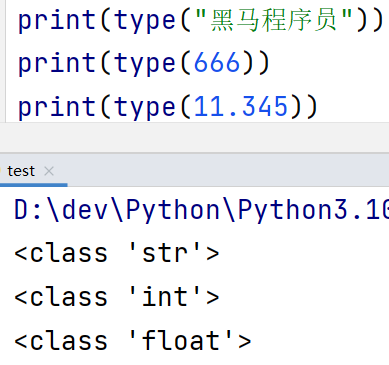 print(type("黑马程序员"))
print(type(666))
print(type(11.345))
test ×
D:\dev\Python\Python3.10
<class 'str'>
<class 'int'>
<class 'float'>